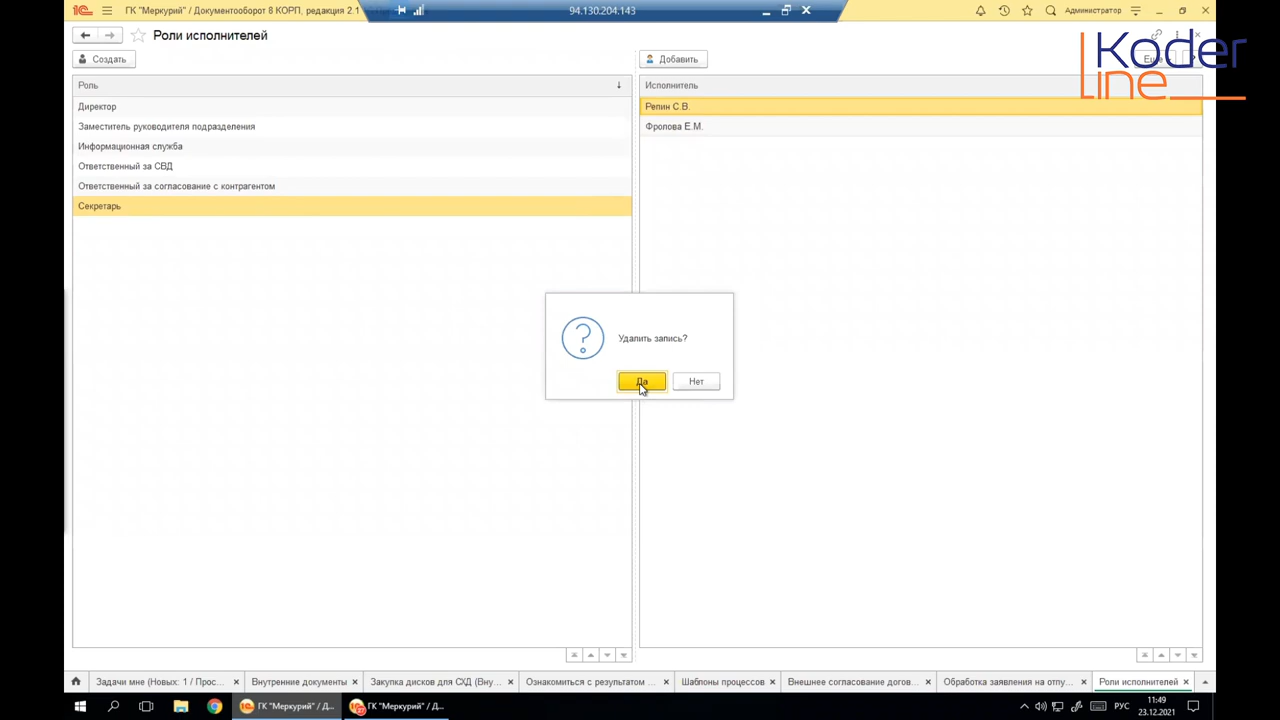 ГК "Меркурий" / Документооборот 8 КОРП, редакция 2.1
94.130.204.143
Администратор
Роли исполнителей
Koder
line
Создать
Добавить
Роль
Исполнитель
Директор
Репин С.В.
Заместитель руководителя подразделения
Фролова Е.М.
Информационная служба
Ответственный за СВД
Ответственный за согласование с контрагентом
Секретарь
Удалить запись?
Да
Нет
Задачи мне (Новых: 1 / Прос...
Внутренние документы
Закупка дисков для СХД (Вну...
Ознакомиться с результатом ...
Шаблоны процессов
Внешнее согласование догов...
Обработка заявления на отпу...
Роли исполнителей
ГК "Меркурий" / Д...
ГК "Меркурий" / Д...
РУС
11:49
23.12.2021